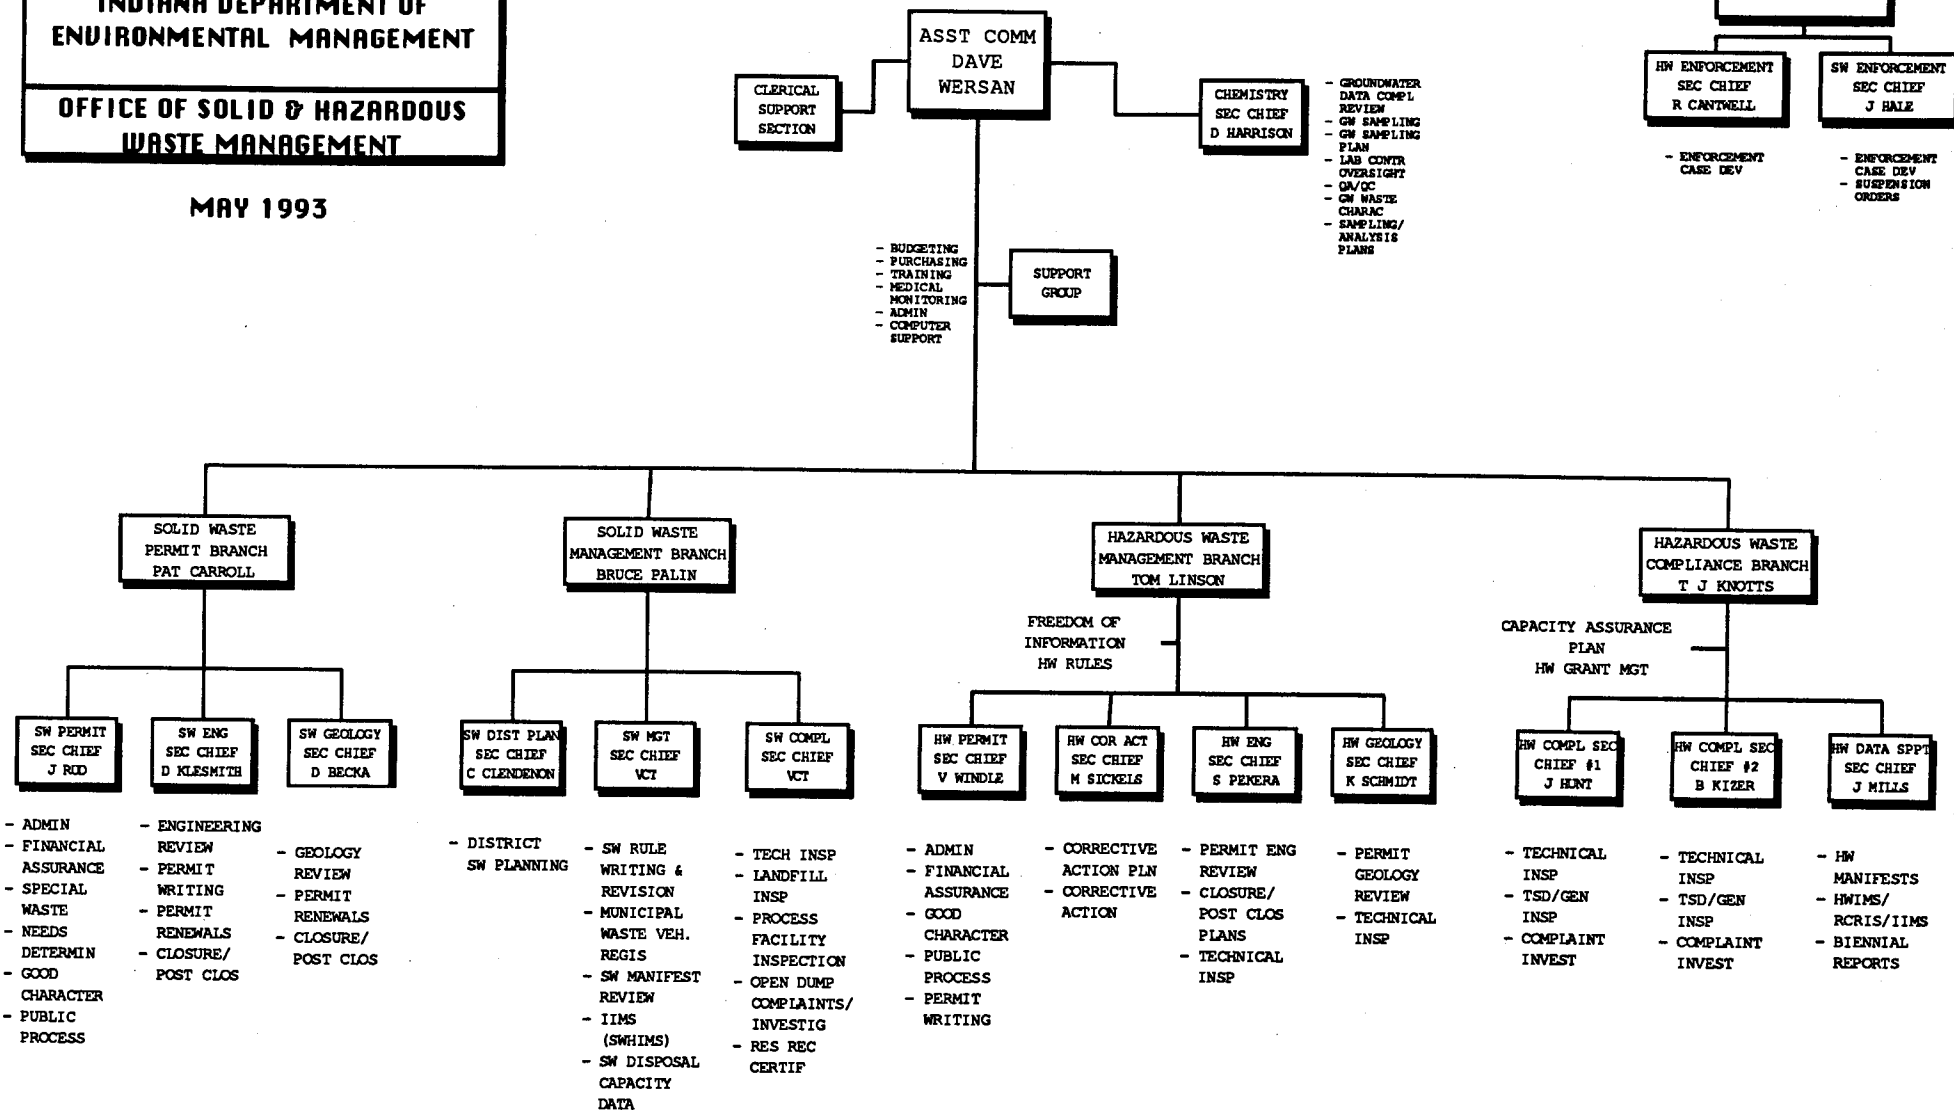 INDIANA DEPARTMENT OF
ENVIRONMENTAL MANAGEMENT
OFFICE OF SOLID & HAZARDOUS
WASTE MANAGEMENT
MAY 1993
ASST COMM
DAVE
WERSAN
CLERICAL
SUPPORT
SECTION
CHEMISTRY
SEC CHIEF
D HARRISON
- GROUNDWATER
DATA COMPL
REVIEW
- GW SAMPLING
- GW SAMPLING
PLAN
- LAB CONTR
OVERSIGHT
- QA/QC
- GW WASTE
CHARAC
- SAMPLING/
ANALYSIS
PLANS
HW ENFORCEMENT
SEC CHIEF
R CANTWELL
- ENFORCEMENT
CASE DEV
SW ENFORCEMENT
SEC CHIEF
J HALE
- ENFORCEMENT
CASE DEV
- SUSPENSION
ORDERS
- BUDGETING
- PURCHASING
- TRAINING
- MEDICAL
MONITORING
- ADMIN
- COMPUTER
SUPPORT
SUPPORT
GROUP
SOLID WASTE
PERMIT BRANCH
PAT CARROLL
SOLID WASTE
MANAGEMENT BRANCH
BRUCE PALIN
HAZARDOUS WASTE
MANAGEMENT BRANCH
TOM LINSON
HAZARDOUS WASTE
COMPLIANCE BRANCH
T J KNOTTS
FREEDOM OF
INFORMATION
HW RULES
CAPACITY ASSURANCE
PLAN
HW GRANT MGT
SW PERMIT
SEC CHIEF
J ROD
SW ENG
SEC CHIEF
D KLESMITH
SW GEOLOGY
SEC CHIEF
D BECKA
SW DIST PLAN
SEC CHIEF
C CLENDENON
SW MGT
SEC CHIEF
VCT
SW COMPL
SEC CHIEF
VCT
HW PERMIT
SEC CHIEF
V WINDLE
HW COR ACT
SEC CHIEF
M SICKELS
HW ENG
SEC CHIEF
S PEKERA
HW GEOLOGY
SEC CHIEF
K SCHMIDT
HW COMPL SEC
CHIEF #1
J HUNT
HW COMPL SEC
CHIEF #2
B KIZER
HW DATA SPPT
SEC CHIEF
J MILLS
- ADMIN
- FINANCIAL
ASSURANCE
- SPECIAL
WASTE
- NEEDS
DETERMIN
- GOOD
CHARACTER
- PUBLIC
PROCESS
- ENGINEERING
REVIEW
- PERMIT
WRITING
- PERMIT
RENEWALS
- CLOSURE/
POST CLOS
- GEOLOGY
REVIEW
- PERMIT
RENEWALS
- CLOSURE/
POST CLOS
- DISTRICT
SW PLANNING
- SW RULE
WRITING &
REVISION
- MUNICIPAL
WASTE VEH.
REGIS
- SW MANIFEST
REVIEW
- IIMS
(SWHIMS)
- SW DISPOSAL
CAPACITY
DATA
- TECH INSP
- LANDFILL
INSP
- PROCESS
FACILITY
INSPECTION
- OPEN DUMP
COMPLAINTS/
INVESTIG
- RES REC
CERTIF
- ADMIN
- FINANCIAL
ASSURANCE
- GOOD
CHARACTER
- PUBLIC
PROCESS
- PERMIT
WRITING
- CORRECTIVE
ACTION PLN
- CORRECTIVE
ACTION
- PERMIT ENG
REVIEW
- CLOSURE/
POST CLOS
PLANS
- TECHNICAL
INSP
- PERMIT
GEOLOGY
REVIEW
- TECHNICAL
INSP
- TECHNICAL
INSP
- TSD/GEN
INSP
- COMPLAINT
INVEST
- TECHNICAL
INSP
- TSD/GEN
INSP
- COMPLAINT
INVEST
- HW
MANIFESTS
- HWIMS/
RCRIS/IIMS
- BIENNIAL
REPORTS